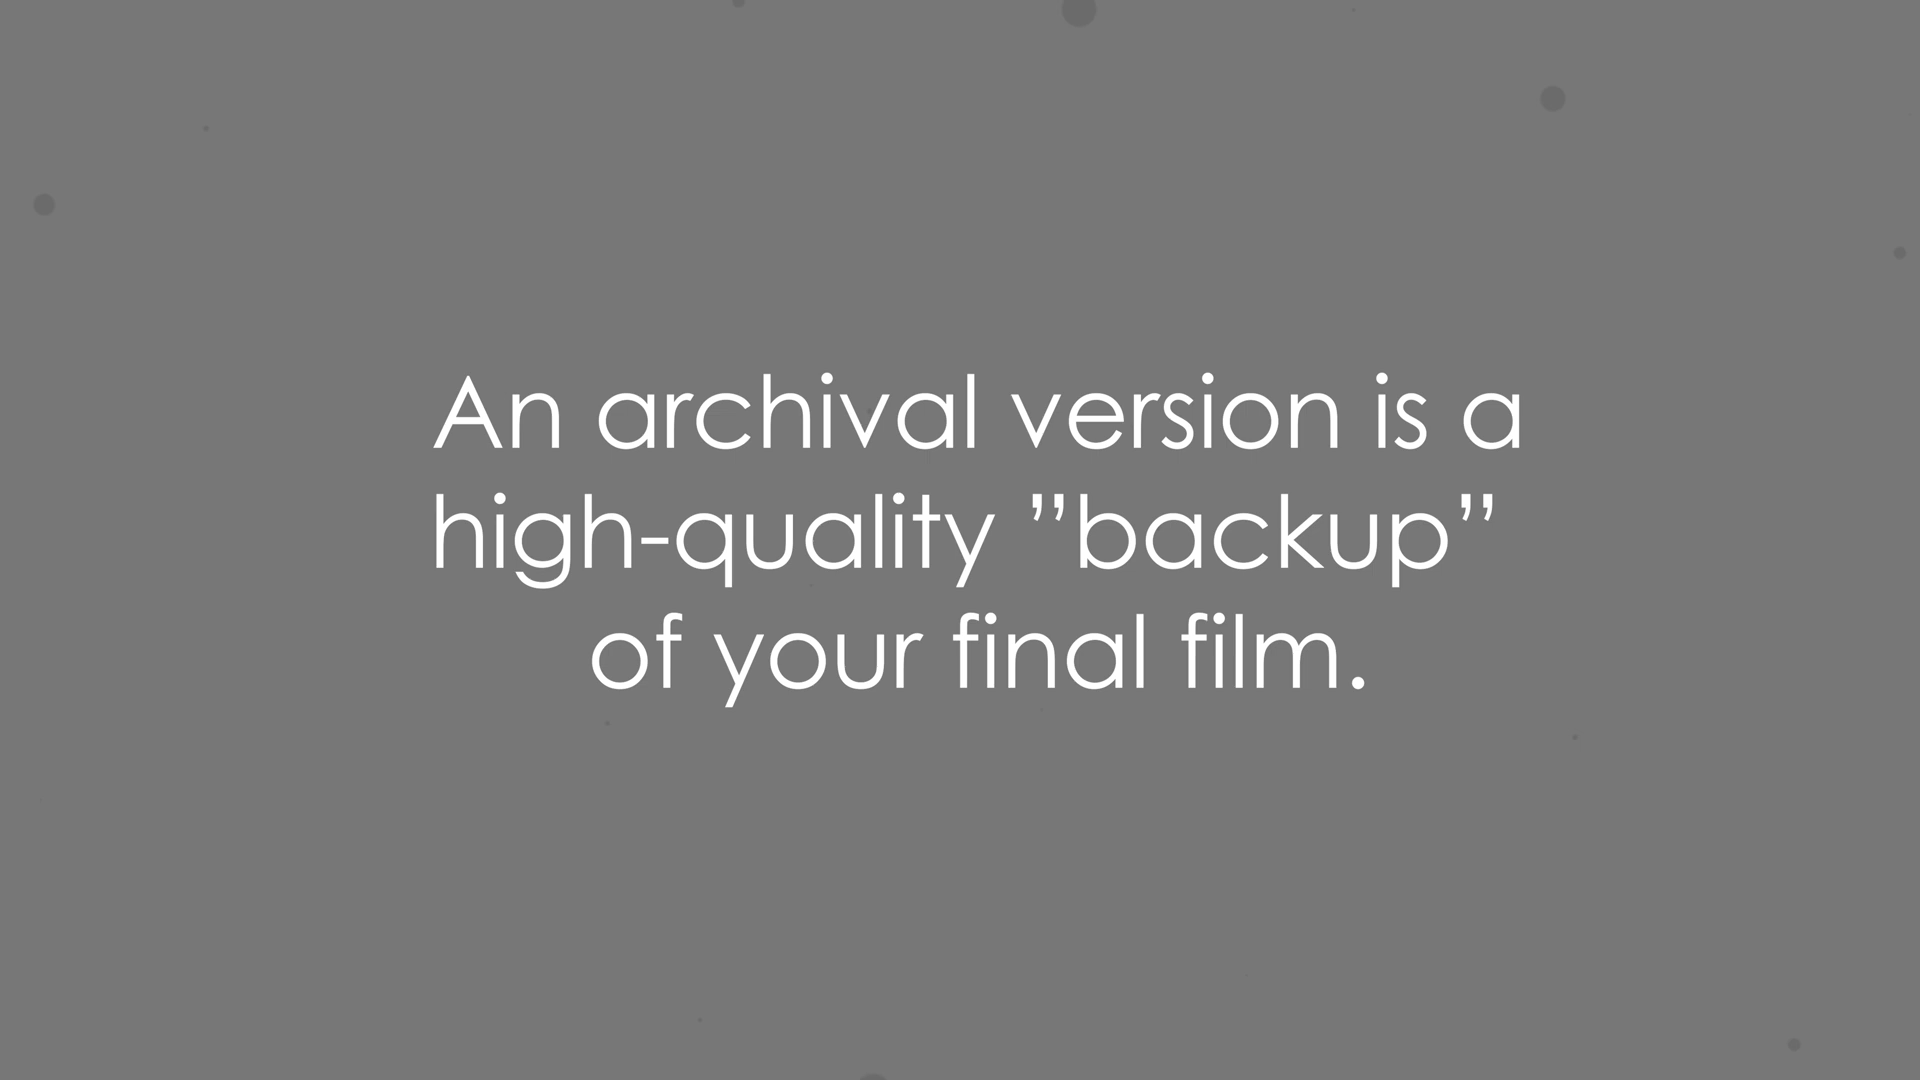 An archival version is a
high-quality ”backup”
of your final film.